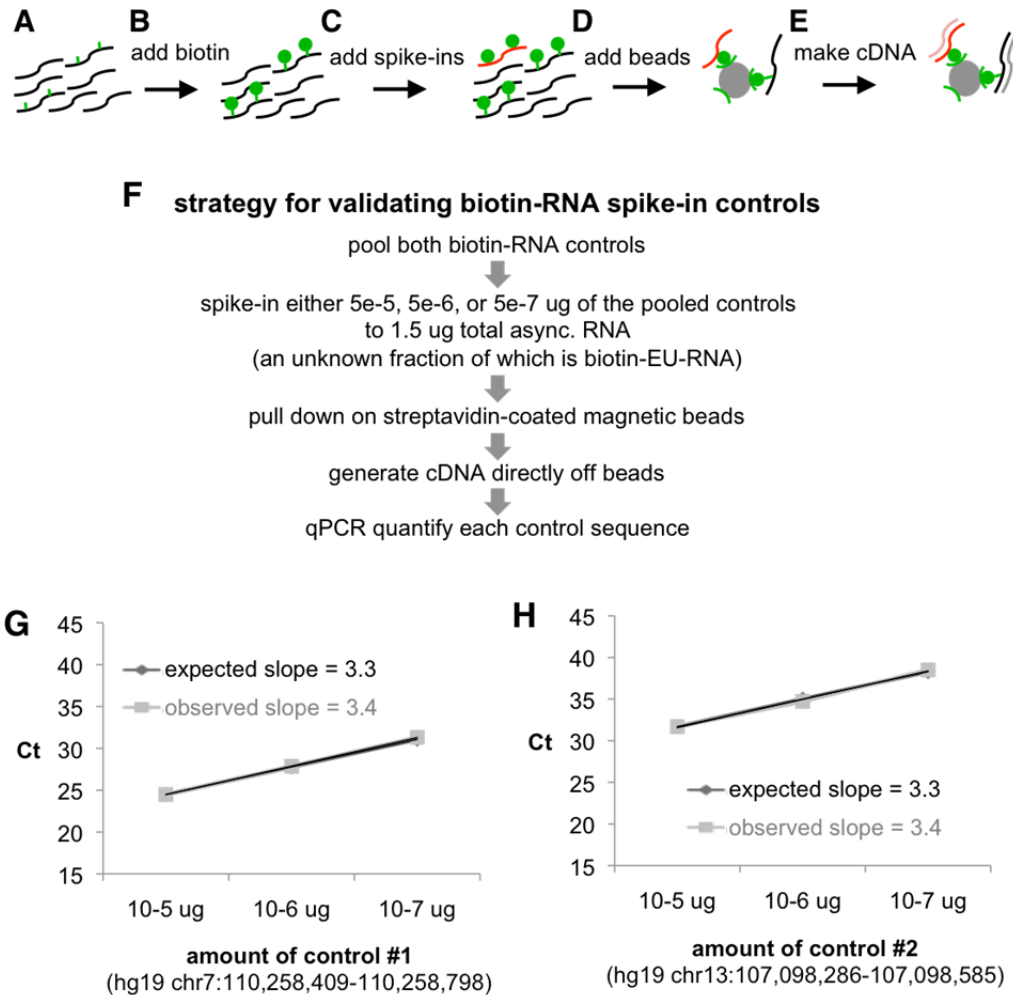 A
B
C
D
E
add biotin
add spike-ins
add beads
make cDNA
F
strategy for validating biotin-RNA spike-in controls
pool both biotin-RNA controls
spike-in either 5e-5, 5e-6, or 5e-7 ug of the pooled controls
to 1.5 ug total async. RNA
(an unknown fraction of which is biotin-EU-RNA)
pull down on streptavidin-coated magnetic beads
generate cDNA directly off beads
qPCR quantify each control sequence
G
45
40
35
30
25
20
15
Ct
expected slope = 3.3
observed slope = 3.4
10-5 ug
10-6 ug
10-7 ug
amount of control #1
(hg19 chr7:110,258,409-110,258,798)
H
45
40
35
30
25
20
15
Ct
expected slope = 3.3
observed slope = 3.4
10-5 ug
10-6 ug
10-7 ug
amount of control #2
(hg19 chr13:107,098,286-107,098,585)